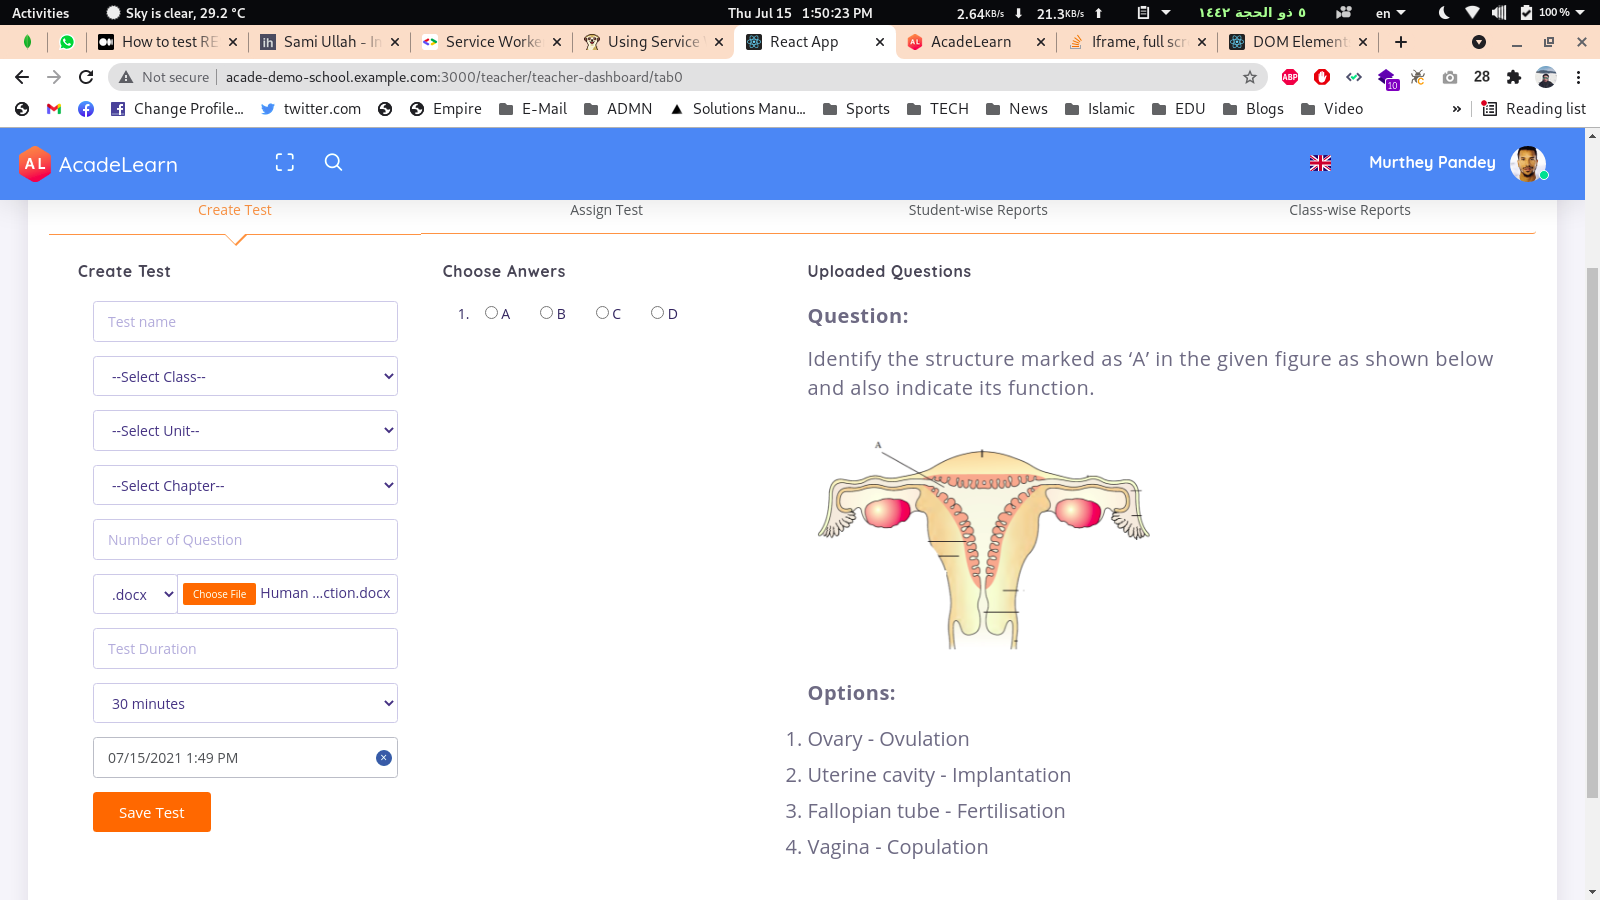 Activities
Sky is clear, 29.2 °C
Thu Jul 15 1:50:23 PM
2.64KB/s
21.3KB/s
٥ ذو الحجة ١٤٤٢
en
100 %
How to test RE
Sami Ullah - In
Service Worke
Using Service
React App
AcadeLearn
Iframe, full scr
DOM Element
Not secure
acade-demo-school.example.com:3000/teacher/teacher-dashboard/tab0
ABP
10
28
Change Profile...
twitter.com
Empire
E-Mail
ADMN
Solutions Manu...
Sports
TECH
News
Islamic
EDU
Blogs
Video
»
Reading list
AL
AcadeLearn
Murthey Pandey
Create Test
Assign Test
Student-wise Reports
Class-wise Reports
Create Test
Test name
--Select Class--
--Select Unit--
--Select Chapter--
Number of Question
.docx
Choose File
Human ...ction.docx
Test Duration
30 minutes
07/15/2021 1:49 PM
Save Test
Choose Anwers
1. A B C D
Uploaded Questions
Question:
Identify the structure marked as ‘A’ in the given figure as shown below
and also indicate its function.
A
Options:
1. Ovary - Ovulation
2. Uterine cavity - Implantation
3. Fallopian tube - Fertilisation
4. Vagina - Copulation